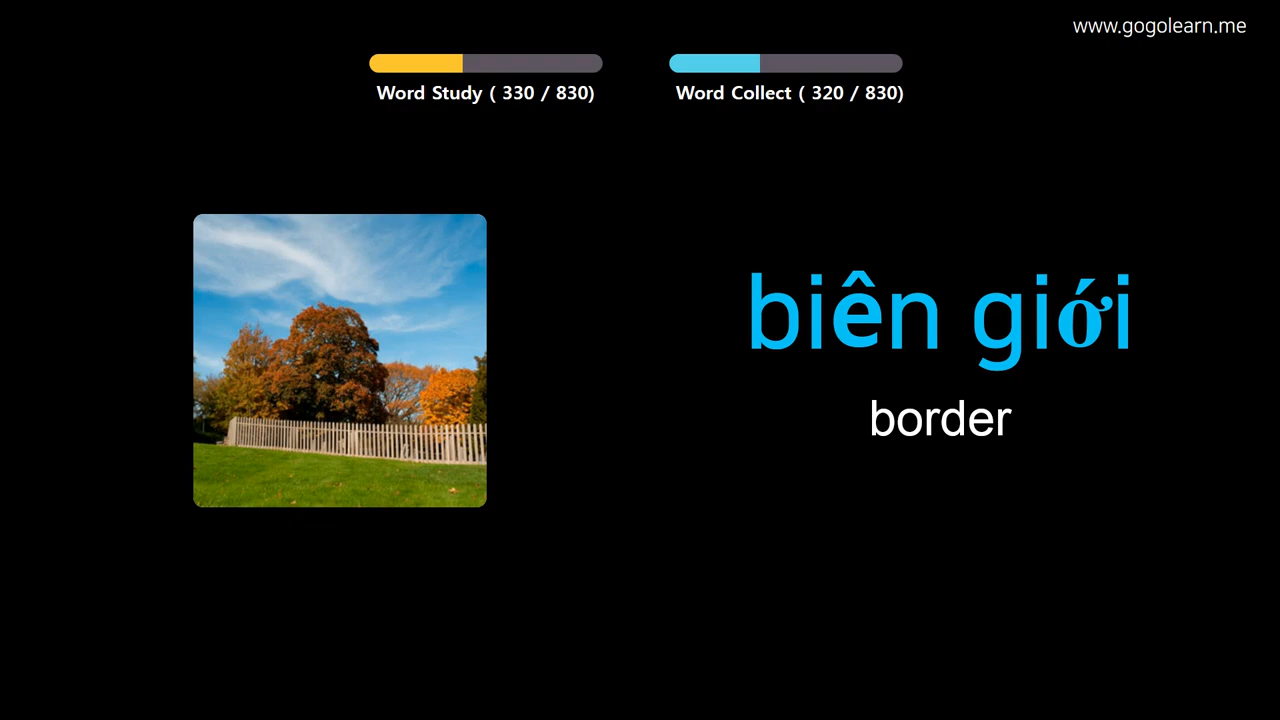 www.gogolearn.me
Word Study ( 330 / 830)
Word Collect ( 320 / 830)
biên giới
border